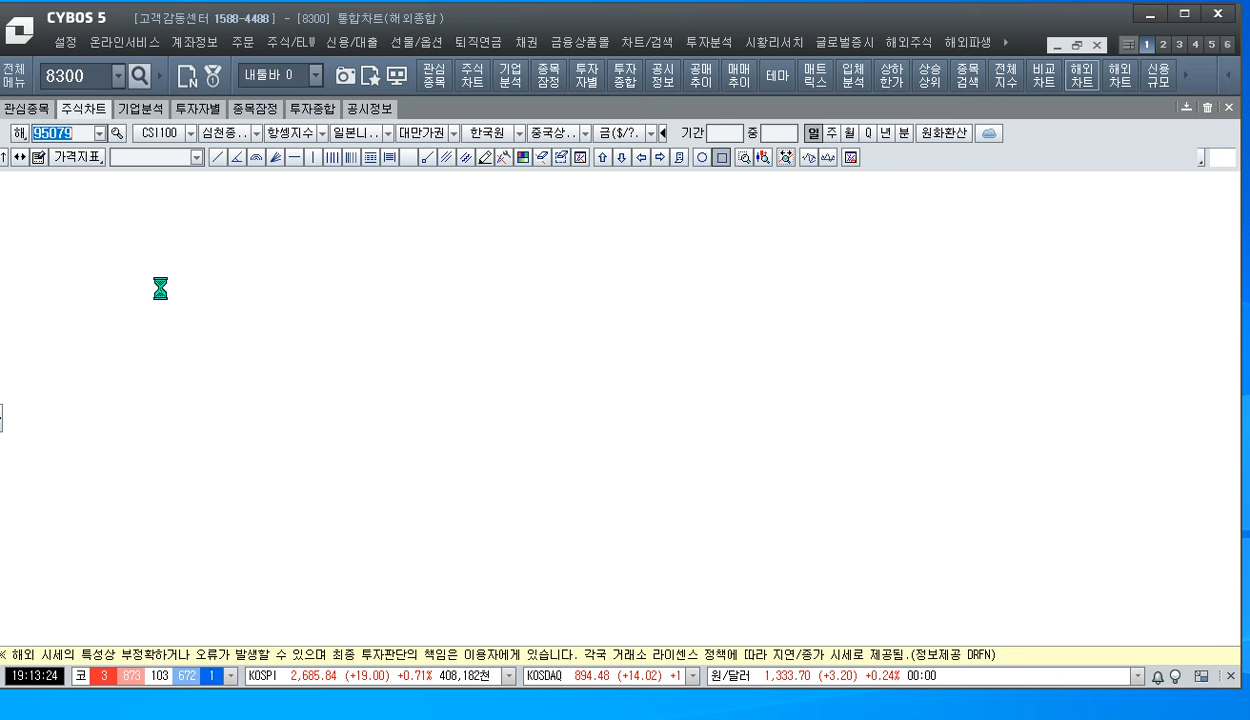 CYBOS 5 [고객감동센터 1588-4488] - [8300] 통합차트(해외종합)
설정 온라인서비스 계좌정보 주문 주식/ELW 신용/대출 선물/옵션 퇴직연금 채권 금융상품몰 차트/검색 투자분석 시황리서치 글로벌증시 해외주식 해외파생 1 2 3 4 5 6
전체메뉴 8300 내툴바 0 관심종목 주식차트 기업분석 종목잠정 투자자별 투자종합 공시정보 공매추이 매매추이 테마 매트릭스 입체분석 상하한가 상승상위 종목검색 전체지수 비교차트 해외차트 해외차트 신용규모
관심종목 주식차트 기업분석 투자자별 종목잠정 투자종합 공시정보
해 95079 CSI100 심천종.. 항셍지수 일본니.. 대만가권 한국원 중국상.. 금($/?. 기간 중 일 주 월 Q 년 분 원화환산
가격지표
※ 해외 시세의 특성상 부정확하거나 오류가 발생할 수 있으며 최종 투자판단의 책임은 이용자에게 있습니다. 각국 거래소 라이센스 정책에 따라 지연/종가 시세로 제공됨.(정보제공 DRFN)
19:13:24 코 3 873 103 672 1 KOSPI 2,685.84 (+19.00) +0.71% 408,182천 KOSDAQ 894.48 (+14.02) +1 원/달러 1,333.70 (+3.20) +0.24% 00:00